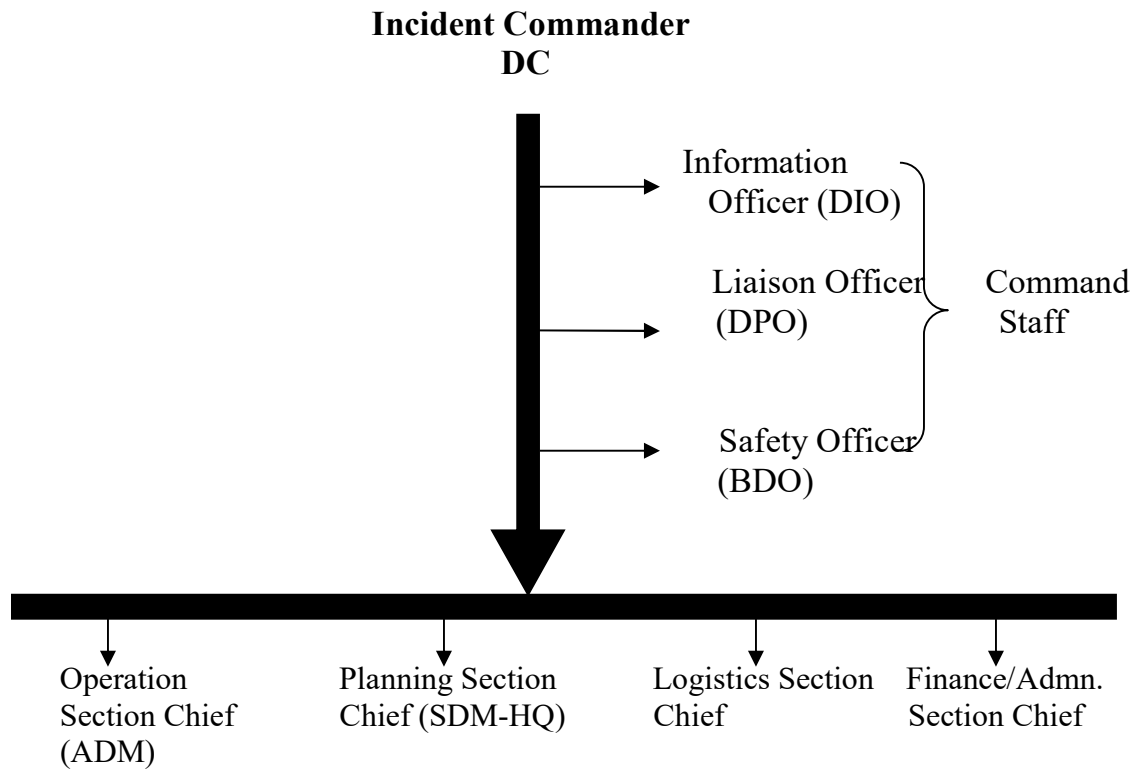 Incident Commander
DC
Information
Officer (DIO)
Liaison Officer
(DPO)
Command
Staff
Safety Officer
(BDO)
Operation
Section Chief
(ADM)
Planning Section
Chief (SDM-HQ)
Logistics Section
Chief
Finance/Admn.
Section Chief